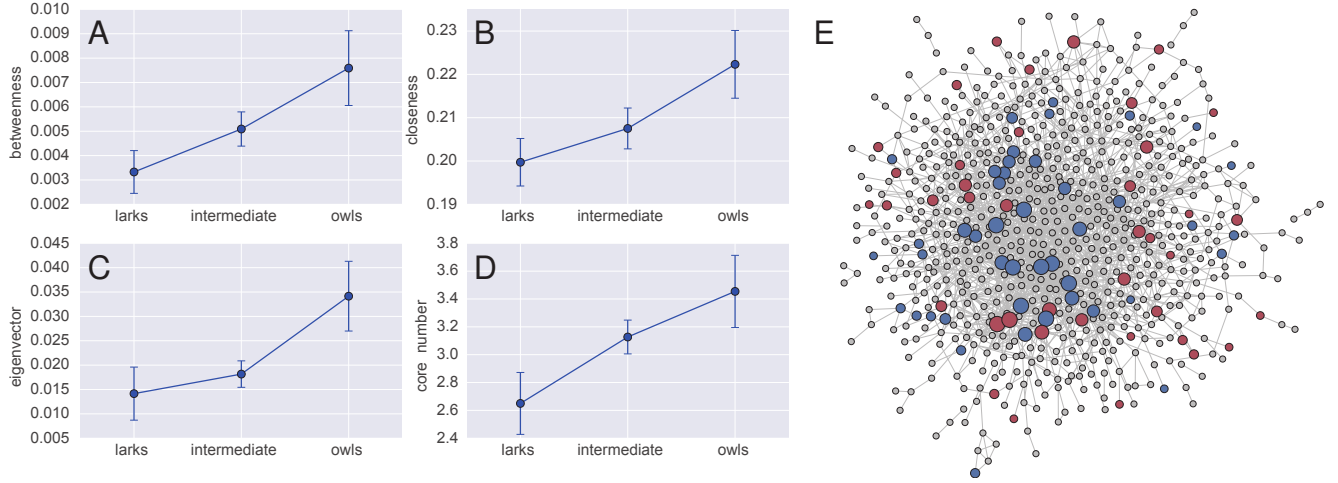 A
betweenness
0.010
0.009
0.008
0.007
0.006
0.005
0.004
0.003
0.002
larks intermediate owls
B
closeness
0.23
0.22
0.21
0.20
0.19
larks intermediate owls
C
eigenvector
0.045
0.040
0.035
0.030
0.025
0.020
0.015
0.010
0.005
larks intermediate owls
D
core number
3.8
3.6
3.4
3.2
3.0
2.8
2.6
2.4
larks intermediate owls
E